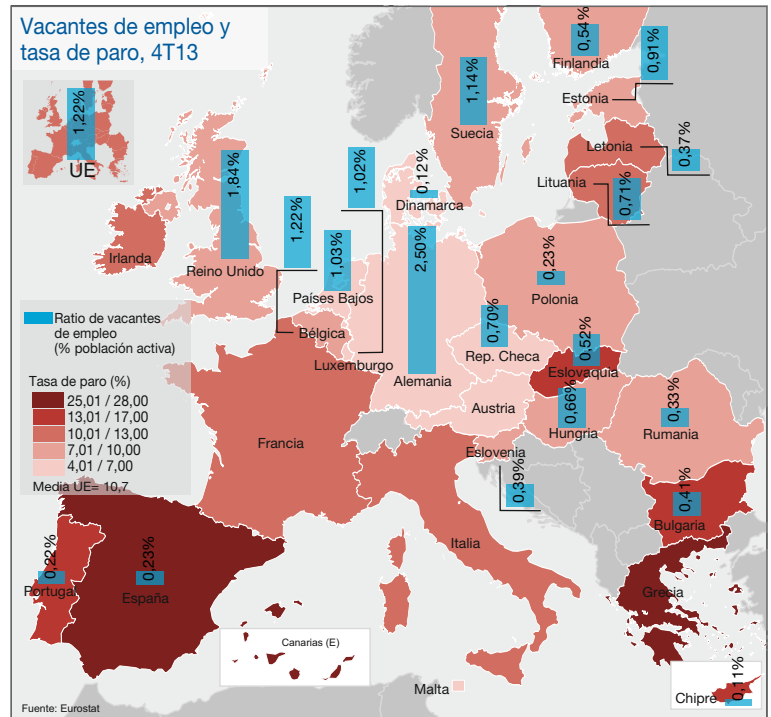 Vacantes de empleo y
tasa de paro, 4T13
1,22%
UE
0,54%
Finlandia
0,91%
Estonia
1,14%
Suecia
Letonia
0,37%
Lituania
0,71%
0,12%
Dinamarca
1,02%
1,22%
1,84%
Reino Unido
Irlanda
1,03%
Países Bajos
Bélgica
Luxemburgo
2,50%
Alemania
0,23%
Polonia
0,70%
Rep. Checa
0,52%
Eslovaquia
Austria
0,66%
Hungría
0,33%
Rumania
Eslovenia
0,39%
0,41%
Bulgaria
Francia
Italia
Grecia
0,22%
Portugal
0,23%
España
Canarias (E)
Malta
Chipre
0,11%
Ratio de vacantes
de empleo
(% población activa)
Tasa de paro (%)
25,01 / 28,00
13,01 / 17,00
10,01 / 13,00
7,01 / 10,00
4,01 / 7,00
Media UE= 10,7
Fuente: Eurostat